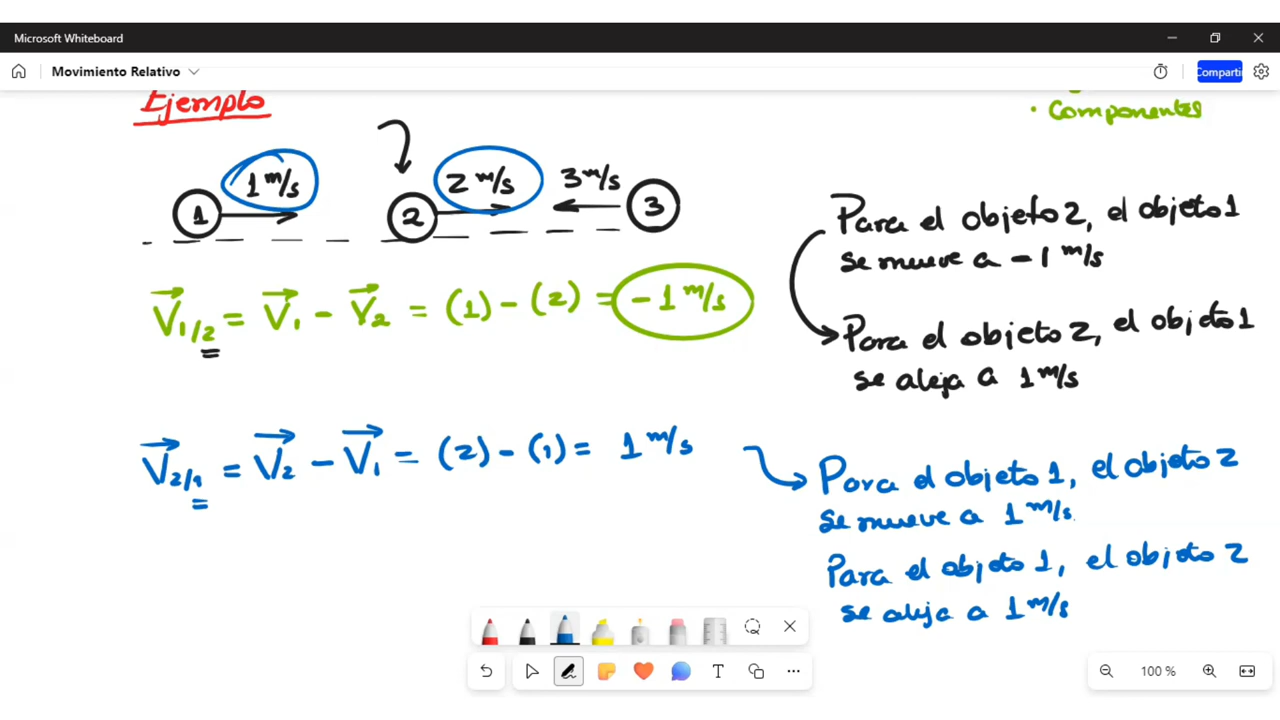 Microsoft Whiteboard
Movimiento Relativo
Compartir
Ejemplo
• Componentes
1 m/s
2 m/s
3 m/s
1
2
3
Para el objeto 2, el objeto 1
se mueve a -1 m/s
V1/2 = V1 - V2 = (1) - (2) = -1 m/s
Para el objeto 2, el objeto 1
se aleja a 1 m/s
V2/1 = V2 - V1 = (2) - (1) = 1 m/s
Para el objeto 1, el objeto 2
se mueve a 1 m/s
Para el objeto 1, el objeto 2
se aleja a 1 m/s
T
100 %